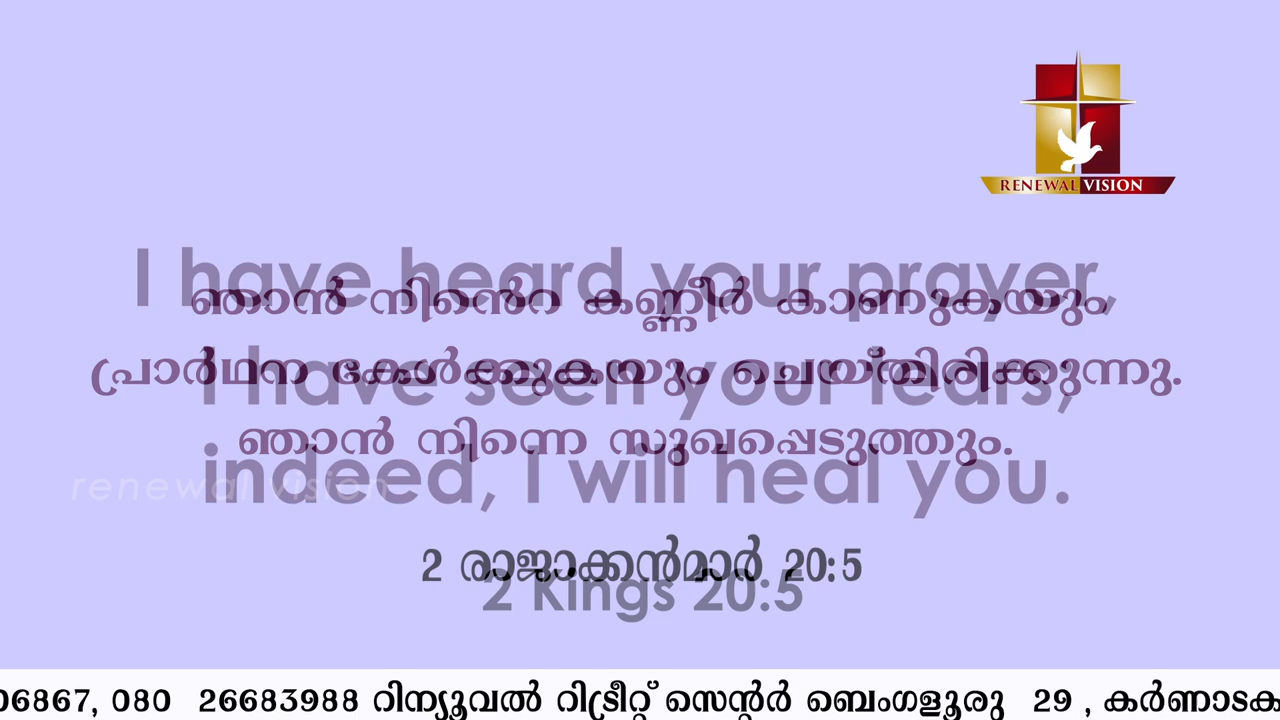 RENEWAL VISION
I have heard your prayer,
I have seen your tears,
indeed, I will heal you.
2 Kings 20:5
ഞാൻ നിൻെറ കണ്ണീർ കാണുകയും
പ്രാർഥന കേൾക്കുകയും ചെയ്തിരിക്കുന്നു.
ഞാൻ നിന്നെ സുഖപ്പെടുത്തും.
2 രാജാക്കൻമാർ 20:5
renewal vision
06867, 080 26683988 റിന്യൂവൽ റിട്രീറ്റ് സെന്റർ ബെംഗളൂരു 29 , കർണാടക